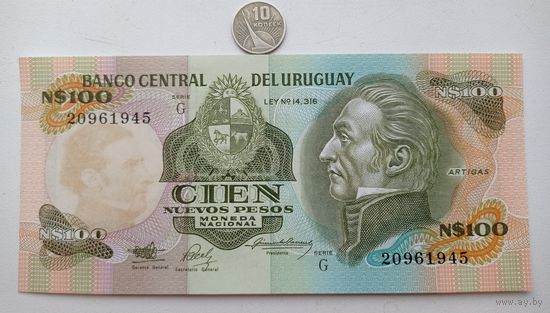 10
КОПЕЕК
BANCO CENTRAL DEL URUGUAY
N$100
SERIE
G
LEY Nº 14,316
N$100
20961945
ARTIGAS
CIEN
NUEVOS PESOS
MONEDA
NACIONAL
N$100
N$100
Gerente General
Secretario General
Presidente
SERIE
G
20961945
www.ay.by